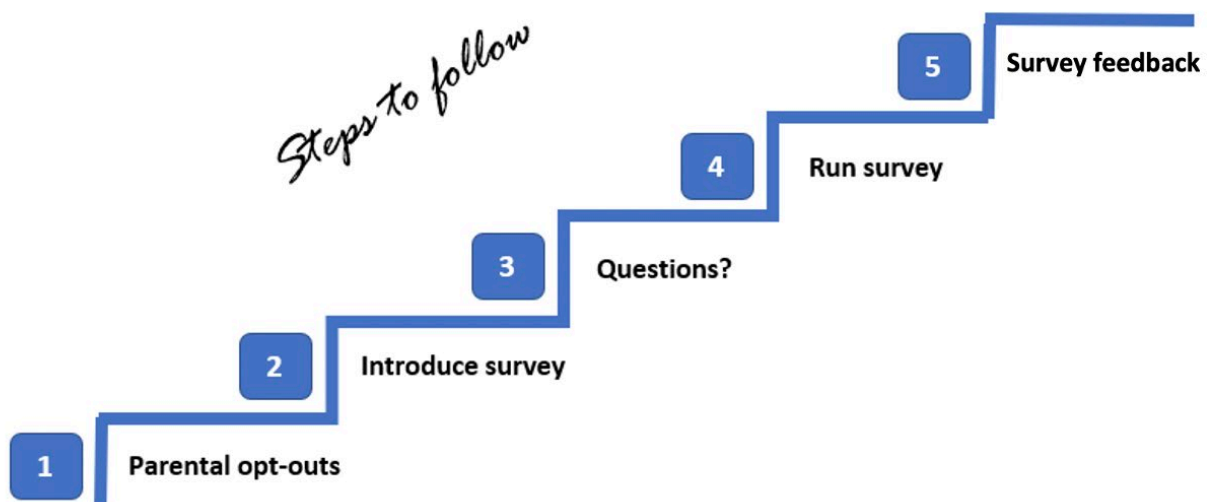 Steps to follow
5 Survey feedback
4 Run survey
3 Questions?
2 Introduce survey
1 Parental opt-outs